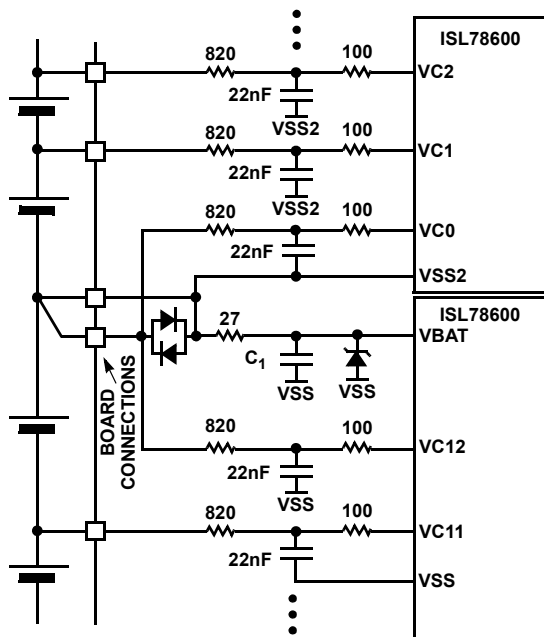 ISL78600
820
100
VC2
22nF
VSS2
820
100
VC1
22nF
VSS2
820
100
VC0
22nF
VSS2
ISL78600
27
VBAT
C1
VSS
VSS
BOARD
CONNECTIONS
820
100
VC12
22nF
VSS
820
100
VC11
22nF
VSS